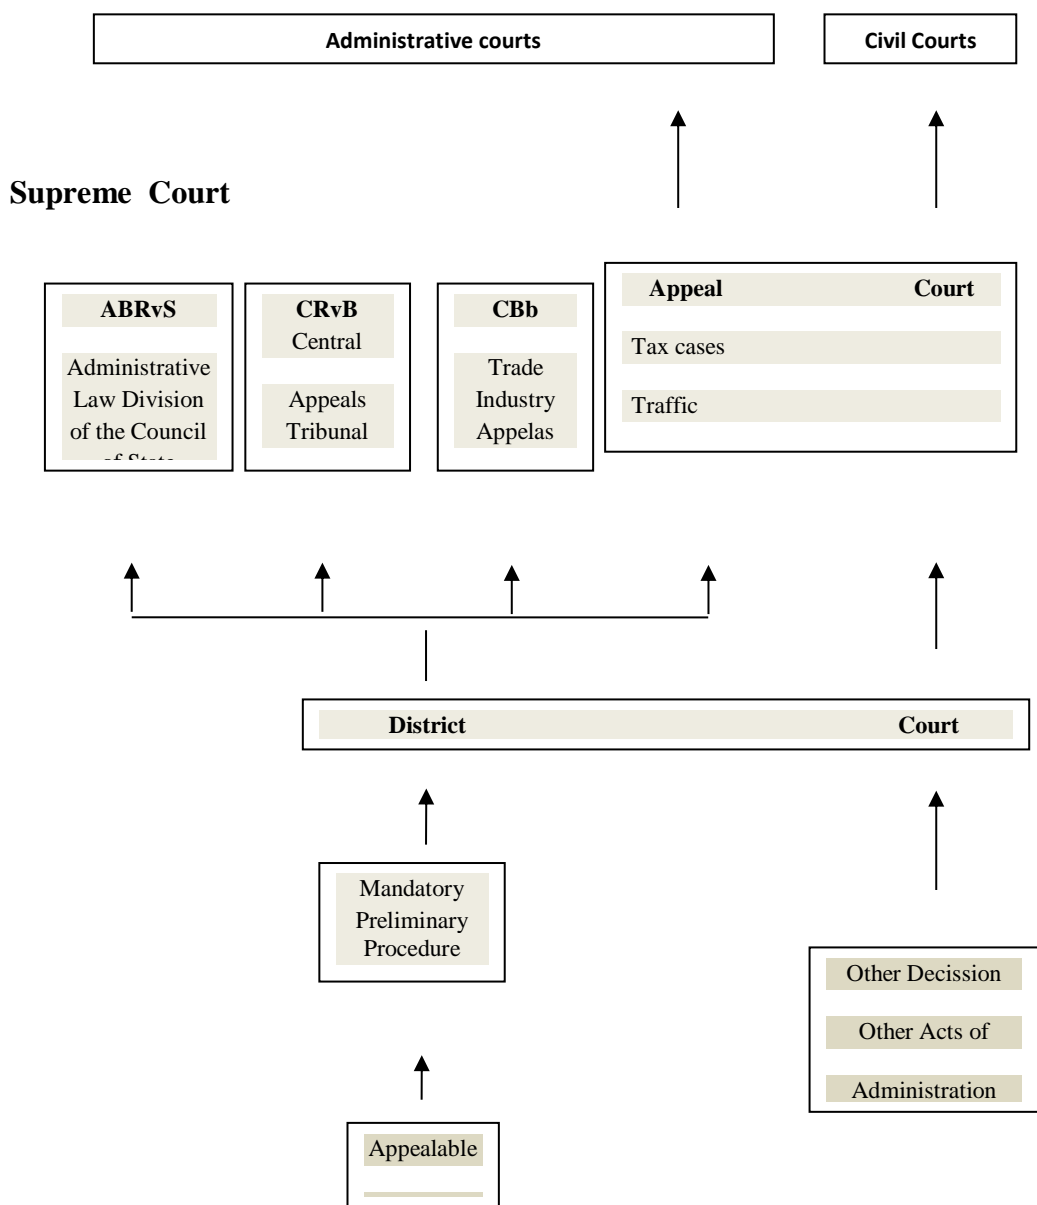 Administrative courts
Civil Courts
Supreme Court
ABRvS
Administrative
Law Division
of the Council
of State
CRvB
Central
Appeals
Tribunal
CBb
Trade
Industry
Appelas
Appeal Court
Tax cases
Traffic
District Court
Mandatory
Preliminary
Procedure
Other Decission
Other Acts of
Administration
Appealable